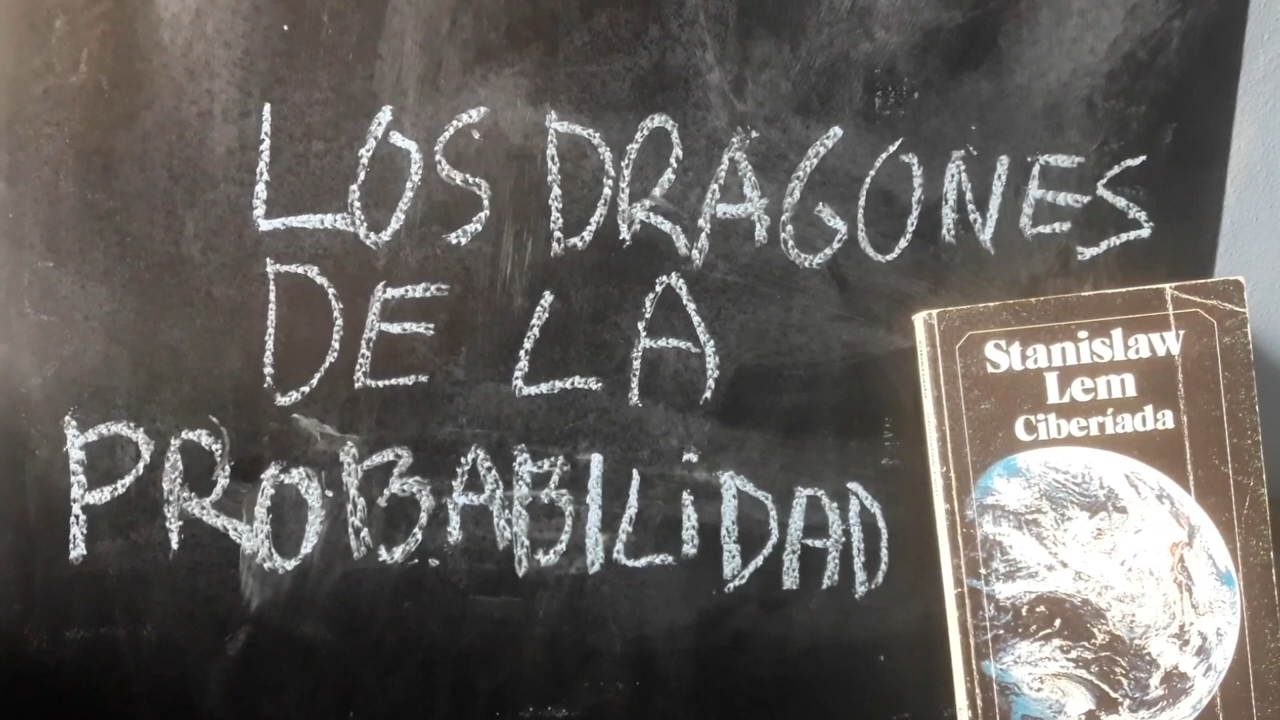 LOS DRAGONES
DE LA
PROBABILiDAD
Stanislaw
Lem
Ciberíada